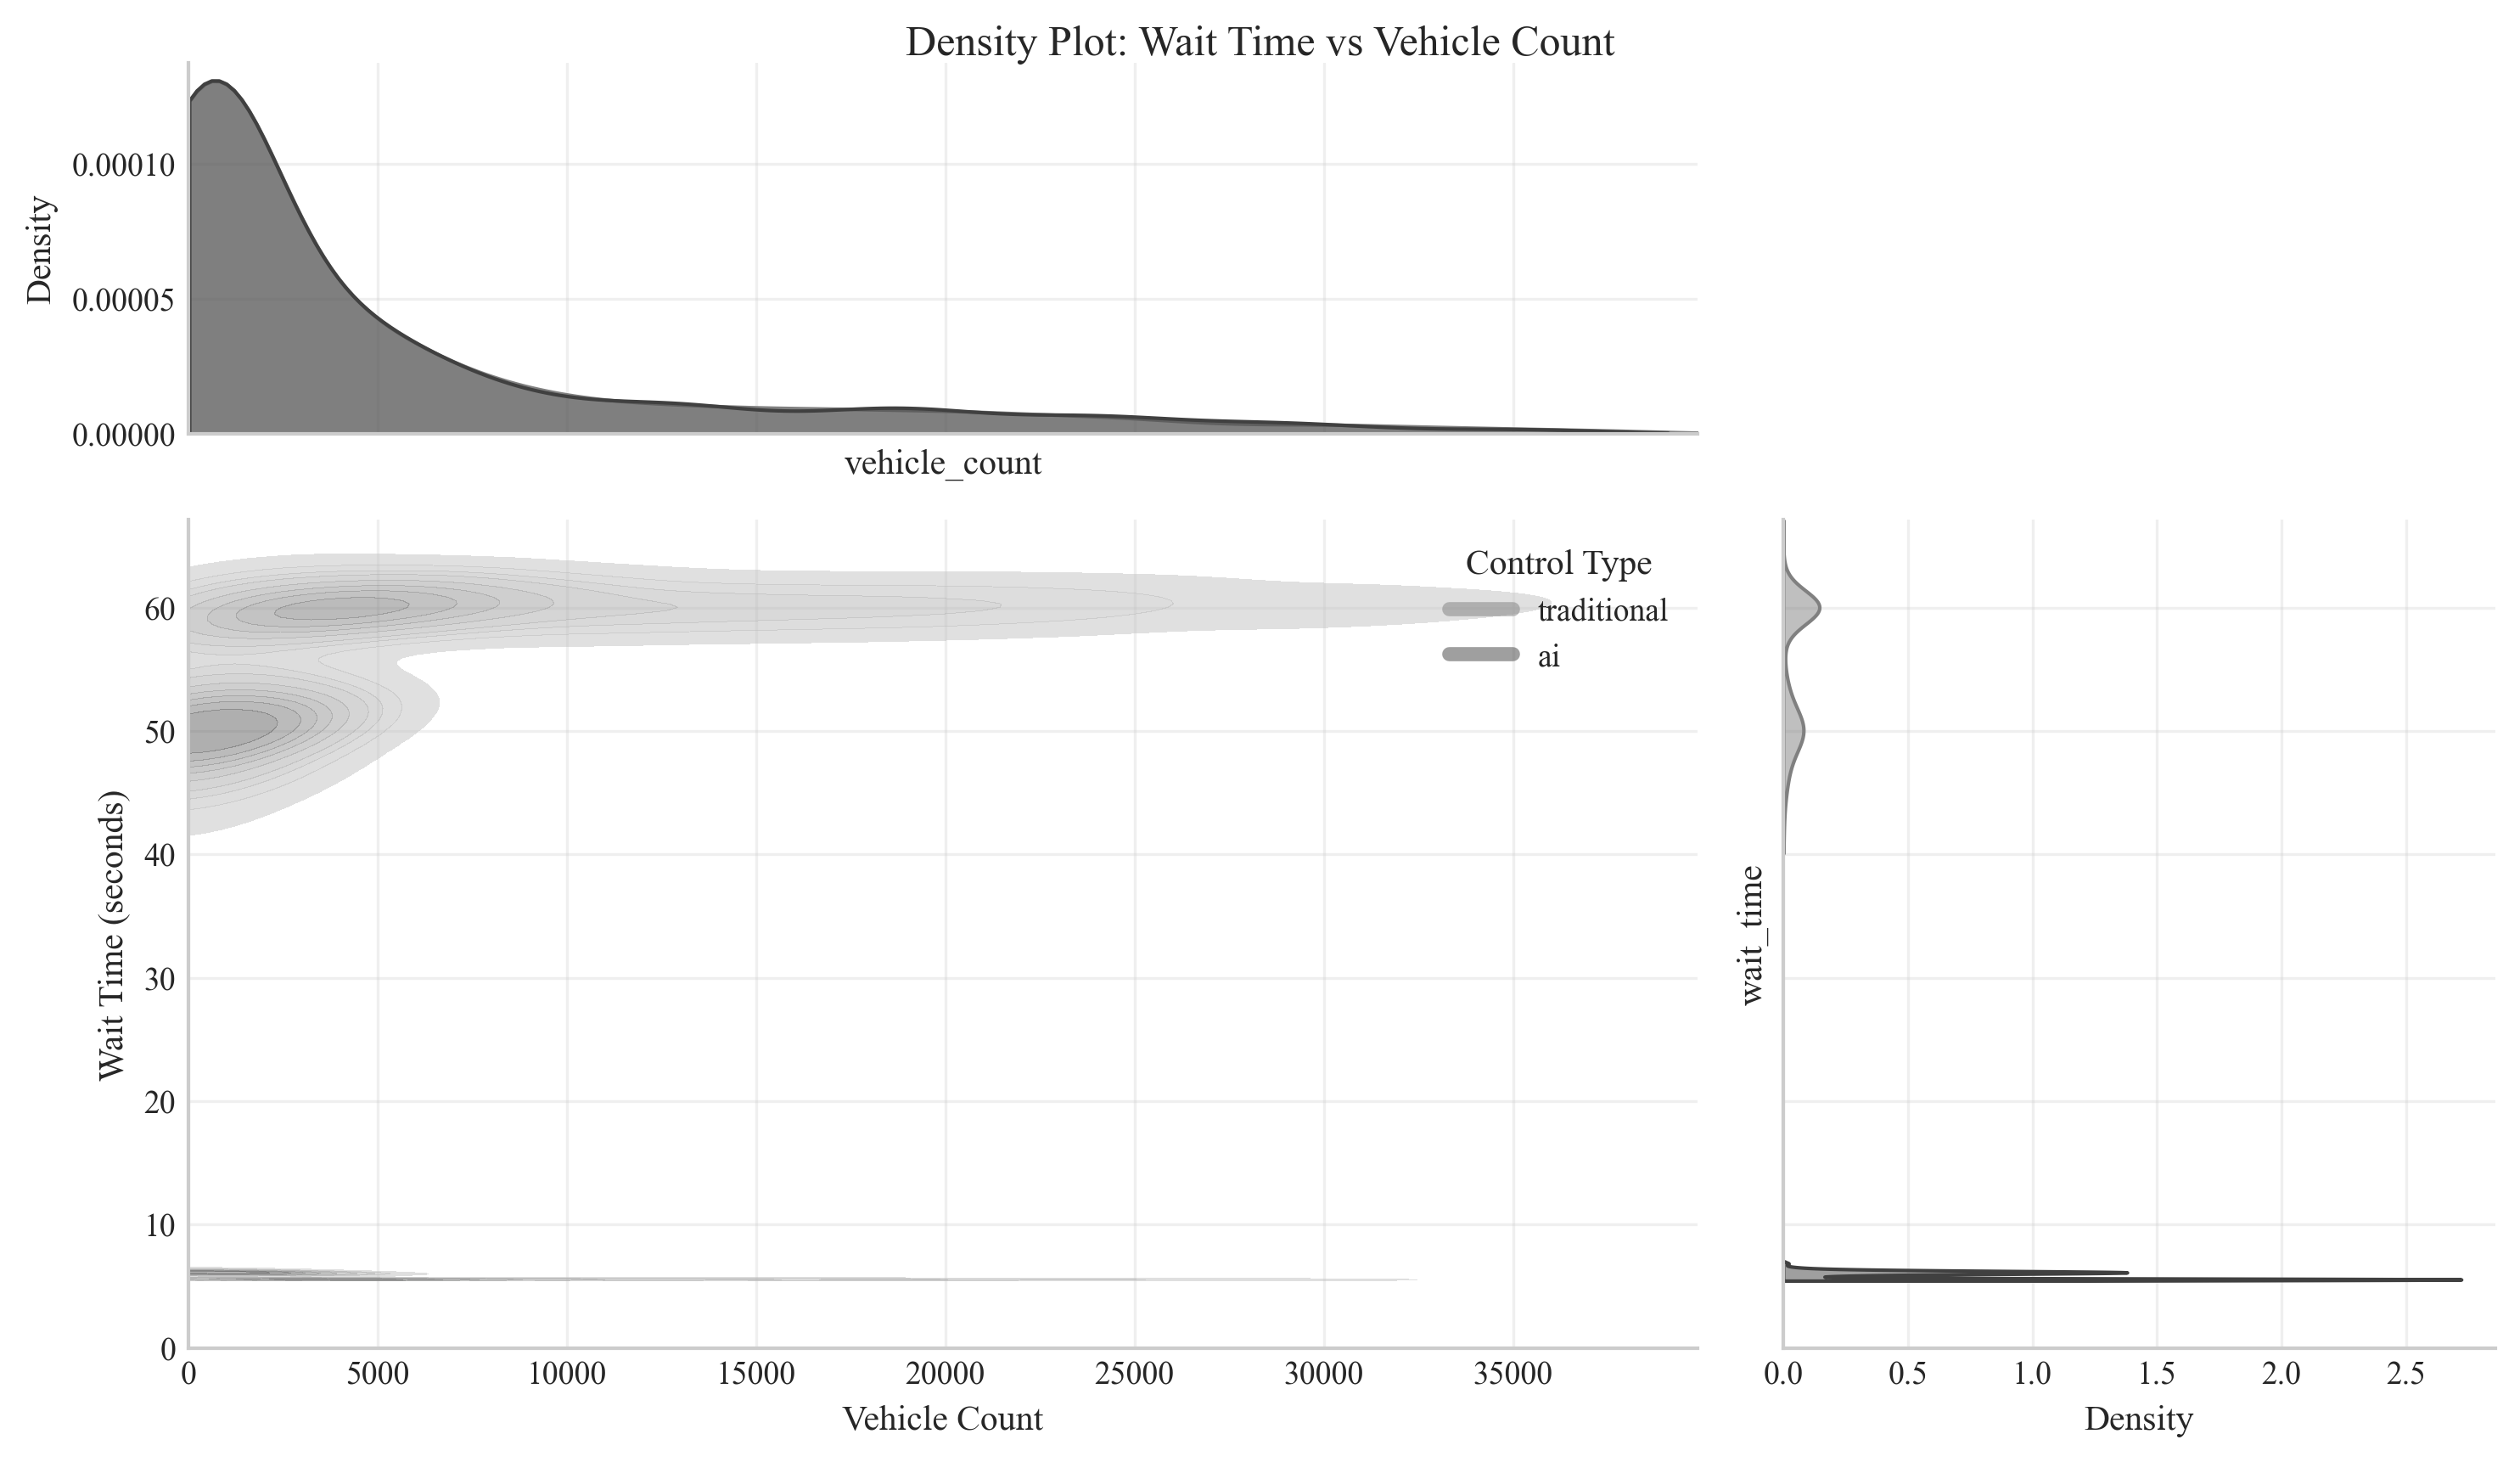 Density Plot: Wait Time vs Vehicle Count
Density
0.00010
0.00005
0.00000
vehicle_count
Wait Time (seconds)
60
50
40
30
20
10
0
Control Type
traditional
ai
0 5000 10000 15000 20000 25000 30000 35000
Vehicle Count
wait_time
0.0 0.5 1.0 1.5 2.0 2.5
Density